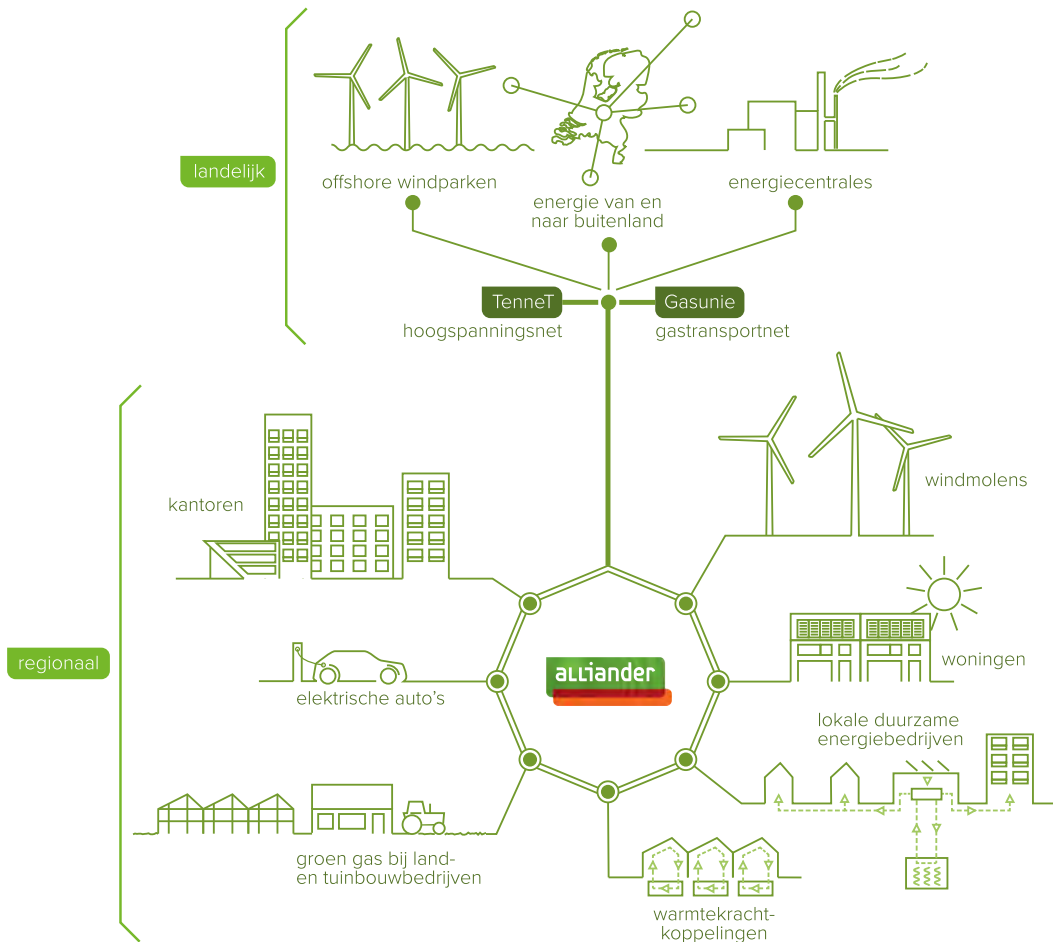 landelijk
offshore windparken
energie van en
naar buitenland
energiecentrales
TenneT
hoogspanningsnet
Gasunie
gastransportnet
kantoren
windmolens
regionaal
elektrische auto’s
alliander
woningen
lokale duurzame
energiebedrijven
groen gas bij land-
en tuinbouwbedrijven
warmtekracht-
koppelingen